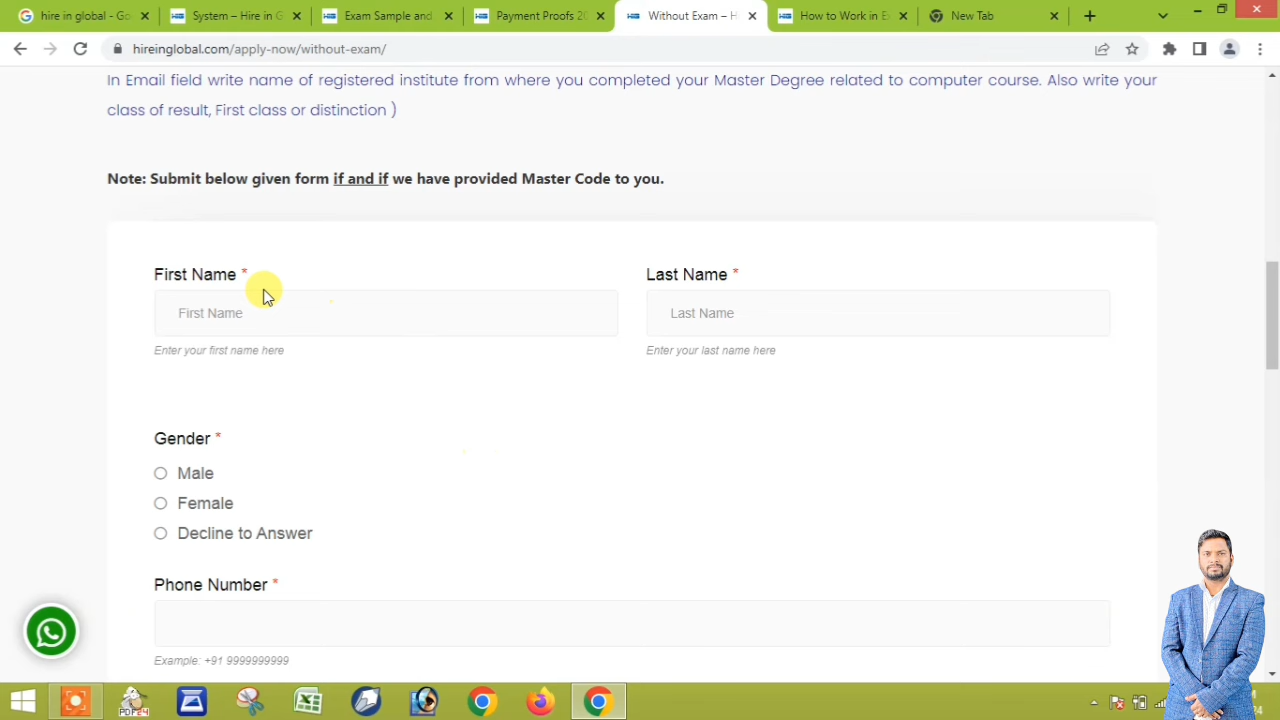 hire in global - Go
System – Hire in G
Exam Sample and
Payment Proofs 20
Without Exam – H
How to Work in E
New Tab
hireinglobal.com/apply-now/without-exam/
In Email field write name of registered institute from where you completed your Master Degree related to computer course. Also write your
class of result, First class or distinction )
Note: Submit below given form if and if we have provided Master Code to you.
First Name *
Last Name *
First Name
Last Name
Enter your first name here
Enter your last name here
Gender *
Male
Female
Decline to Answer
Phone Number *
Example: +91 9999999999
PDF24